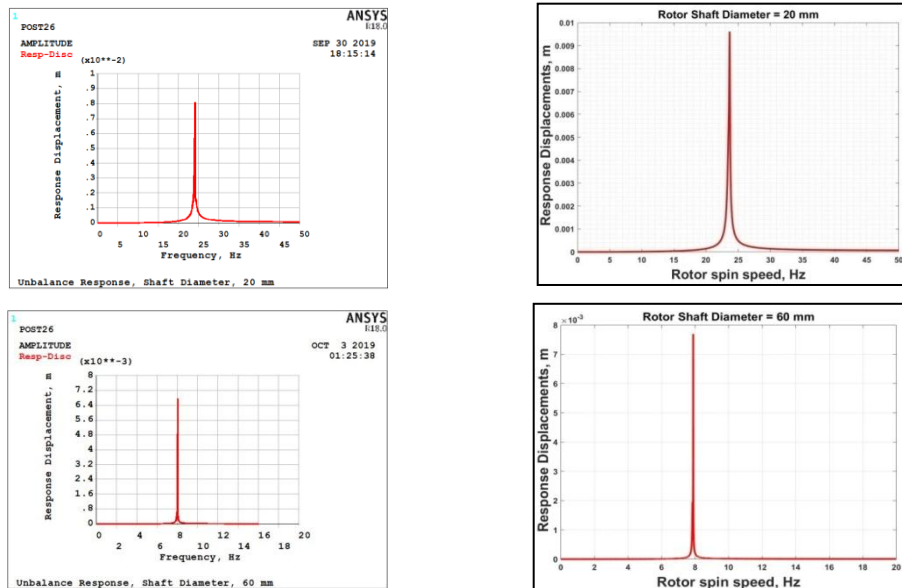 1
ANSYS
R18.0
POST26
AMPLITUDE
SEP 30 2019
Resp-Disc
18:15:14
(x10**-2)
Response Displacement, m
1
.9
.8
.7
.6
.5
.4
.3
.2
.1
0
0 10 20 30 40 50
5 15 25 35 45
Frequency, Hz
Unbalance Response, Shaft Diameter, 20 mm
Rotor Shaft Diameter = 20 mm
Response Displacements, m
0.01
0.009
0.008
0.007
0.006
0.005
0.004
0.003
0.002
0.001
0
0 5 10 15 20 25 30 35 40 45 50
Rotor spin speed, Hz
1
ANSYS
R18.0
POST26
AMPLITUDE
OCT 3 2019
Resp-Disc
01:25:38
(x10**-3)
Response Displacement, m
8
7.2
6.4
5.6
4.8
4
3.2
2.4
1.6
.8
0
0 4 8 12 16 20
2 6 10 14 18
Frequency, Hz
Unbalance Response, Shaft Diameter, 60 mm
Rotor Shaft Diameter = 60 mm
×10⁻³
Response Displacements, m
8
7
6
5
4
3
2
1
0
0 2 4 6 8 10 12 14 16 18 20
Rotor spin speed, Hz